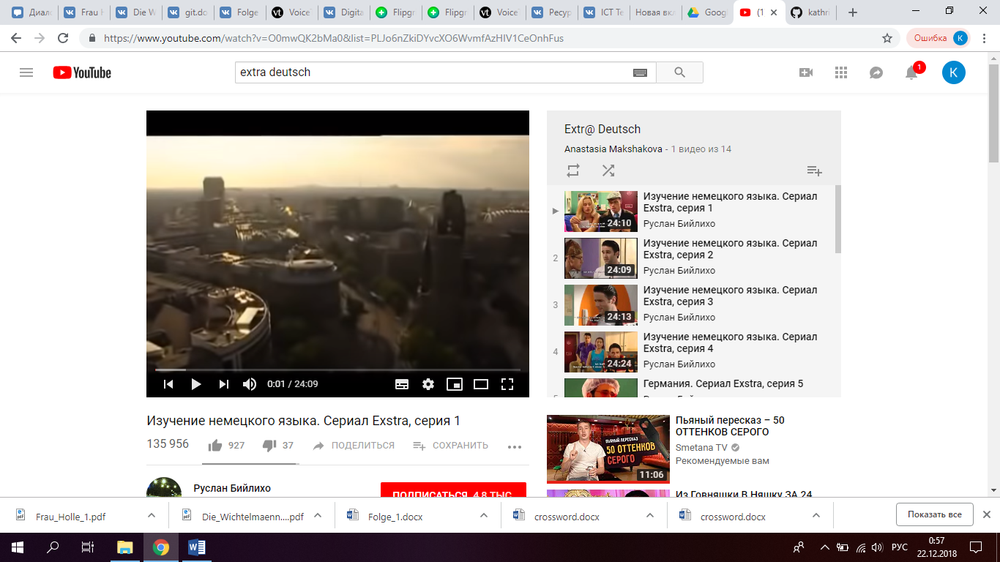 Диало
Frau H
Die W
git.do
Folge
VoiceT
Digita
Flipgr
Flipgr
VoiceT
Ресур
ICT Te
Новая вкл
Goog
(1
kathri
https://www.youtube.com/watch?v=O0mwQK2bMa0&list=PLJo6nZkiDYvcXO6WvmfAzHIV1CeOnhFus
Ошибка
K
YouTube
extra deutsch
1
K
Extr@ Deutsch
Anastasia Makshakova - 1 видео из 14
Изучение немецкого языка. Сериал
Exstra, серия 1
Руслан Бийлихо
24:10
2
Изучение немецкого языка. Сериал
Exstra, серия 2
Руслан Бийлихо
24:09
3
Изучение немецкого языка. Сериал
Exstra, серия 3
Руслан Бийлихо
24:13
4
Изучение немецкого языка. Сериал
Exstra, серия 4
Руслан Бийлихо
24:24
Германия. Сериал Exstra, серия 5
0:01 / 24:09
Изучение немецкого языка. Сериал Exstra, серия 1
135 956
927
37
ПОДЕЛИТЬСЯ
СОХРАНИТЬ
Руслан Бийлихо
ПОДПИСАТЬСЯ 4,8 ТЫС.
ПЬЯНЫЙ ПЕРЕСКАЗ
50 ОТТЕНКОВ
СЕРОГО
11:06
Пьяный пересказ – 50
ОТТЕНКОВ СЕРОГО
Smetana TV
Рекомендуемые вам
Из Говняшки В Няшку ЗА 24
Frau_Holle_1.pdf
Die_Wichtelmaenn....pdf
Folge_1.docx
crossword.docx
crossword.docx
Показать все
РУС
0:57
22.12.2018